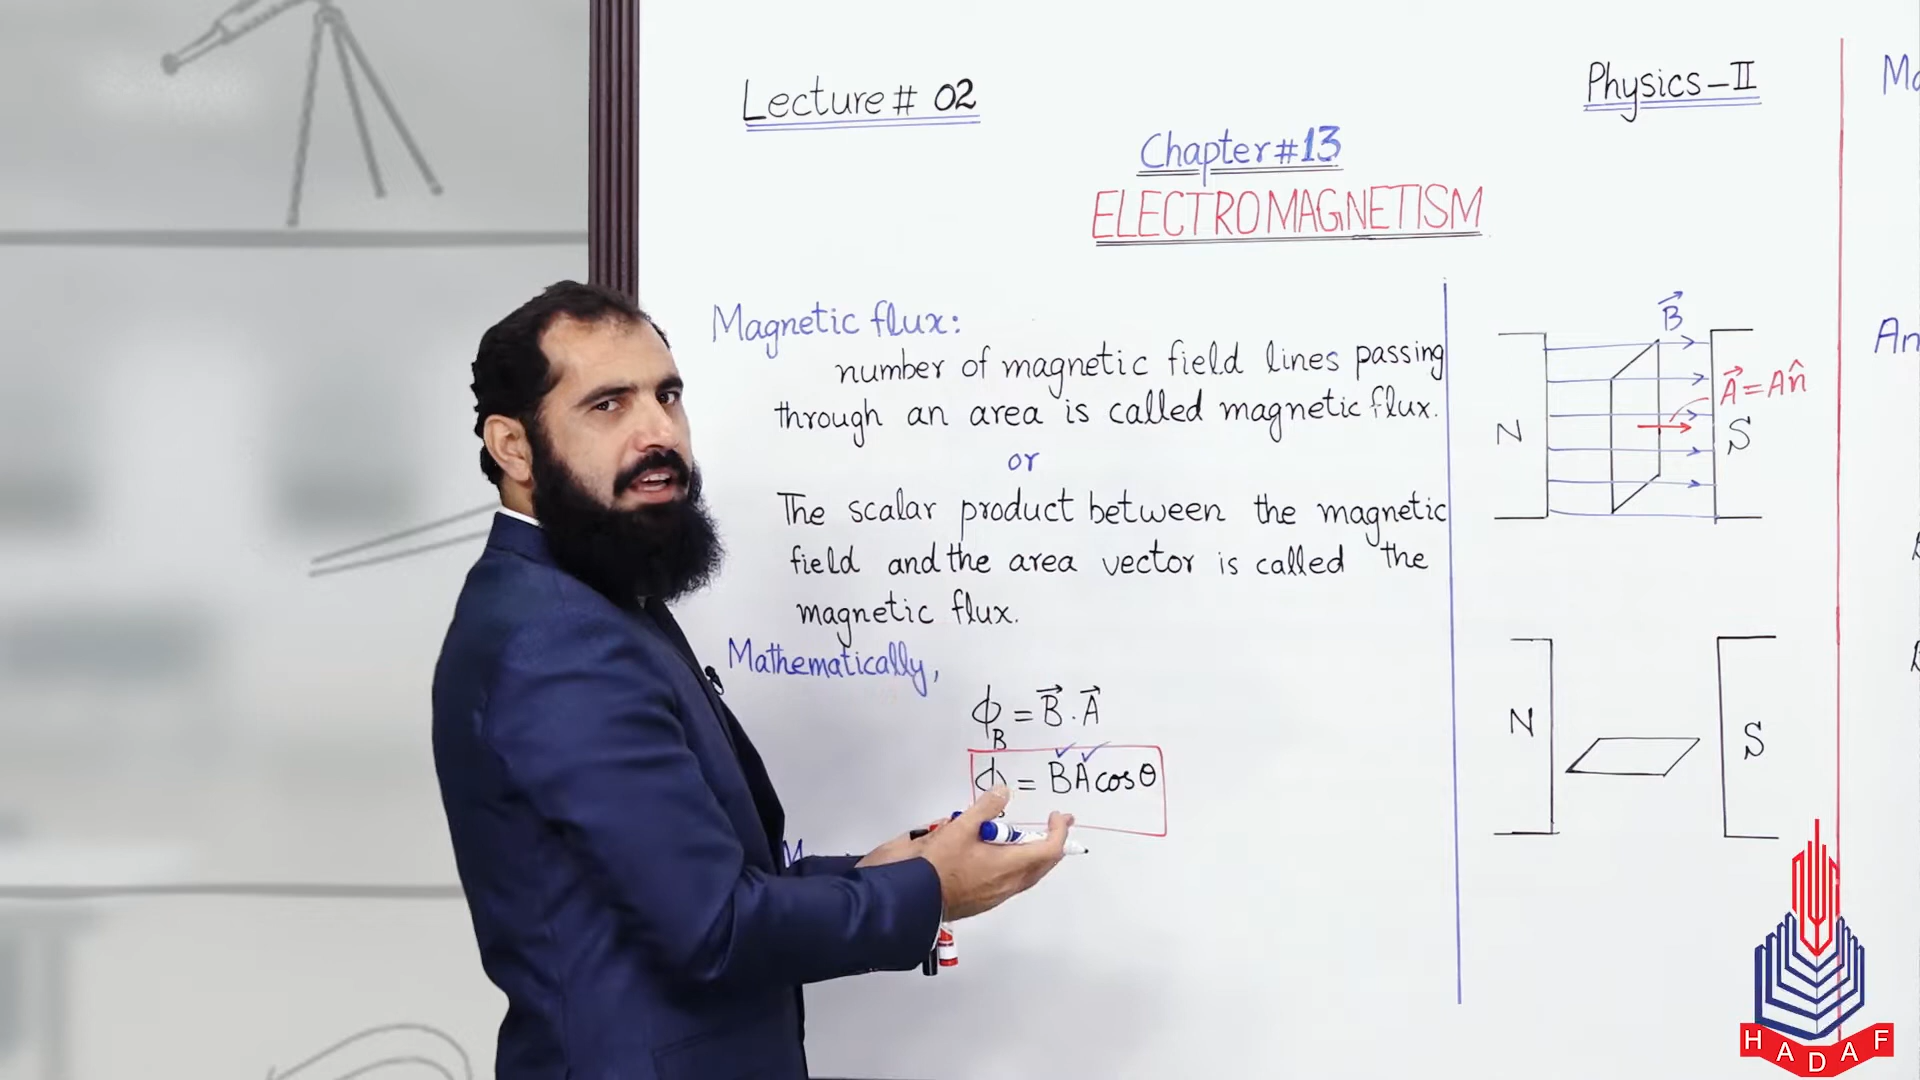 Lecture # 02
Physics-II
Chapter #13
ELECTROMAGNETISM
Magnetic flux:
number of magnetic field lines passing
through an area is called magnetic flux.
or
The scalar product between the magnetic
field and the area vector is called the
magnetic flux.
Mathematically,
ϕB = B⃗ . A⃗
ϕ = BA cos θ
B⃗
A⃗ = An̂
N
S
N
S
HADAF